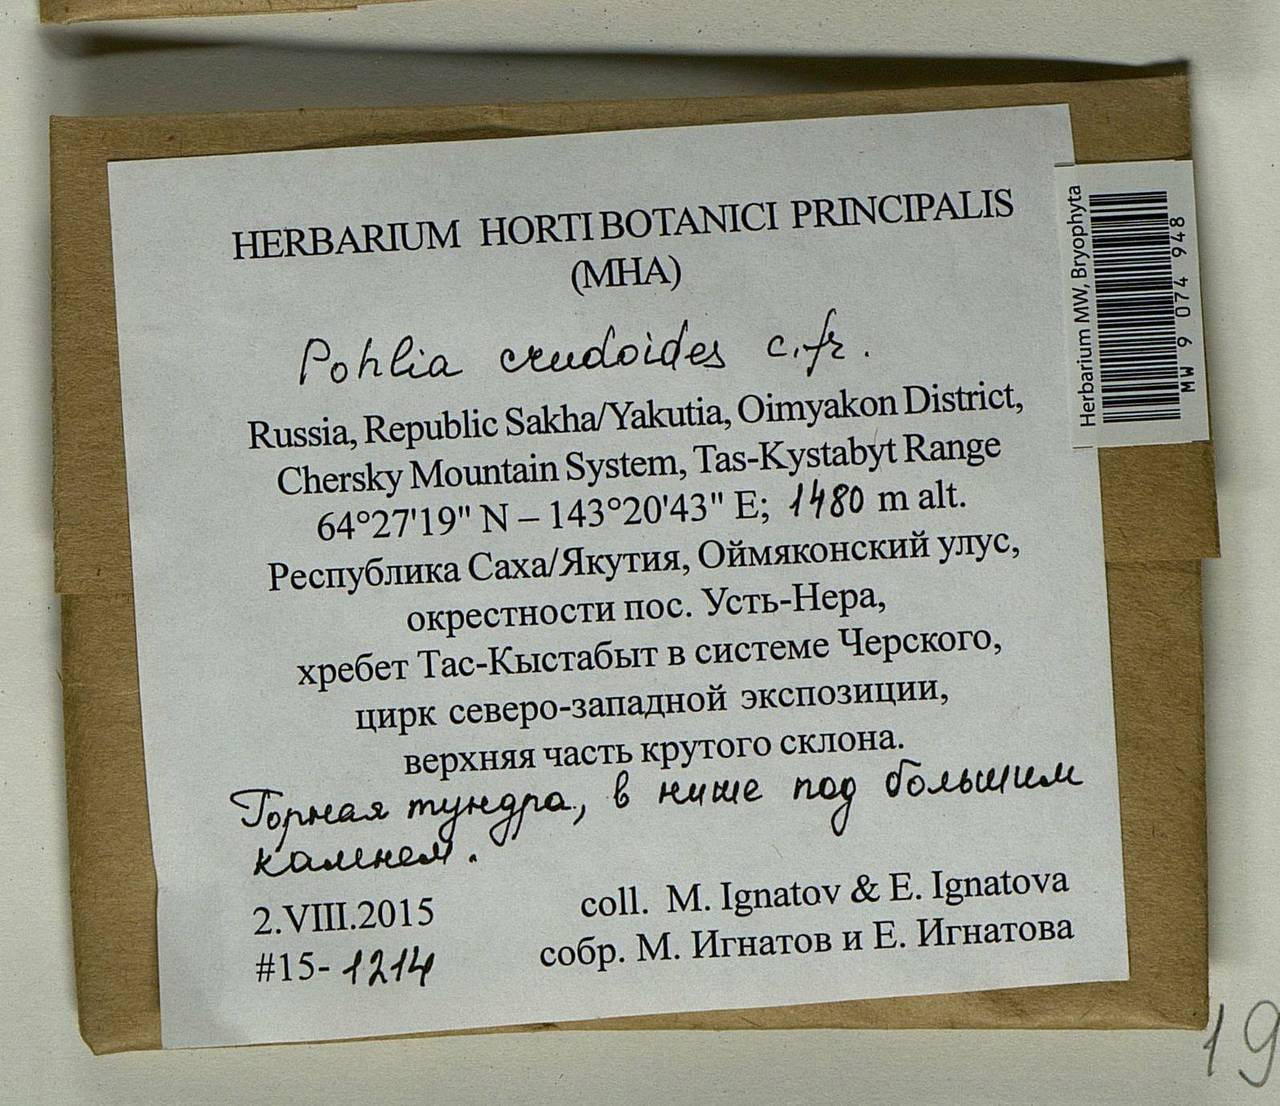 HERBARIUM HORTI BOTANICI PRINCIPALIS
(MHA)
Pohlia crudoides c.fr.
Russia, Republic Sakha/Yakutia, Oimyakon District,
Chersky Mountain System, Tas-Kystabyt Range
64°27'19" N – 143°20'43" E; 1480 m alt.
Республика Саха/Якутия, Оймяконский улус,
окрестности пос. Усть-Нера,
хребет Тас-Кыстабыт в системе Черского,
цирк северо-западной экспозиции,
верхняя часть крутого склона.
Горная тундра, в нише под большим
камнем.
2.VIII.2015
coll. M. Ignatov & E. Ignatova
#15-1214
собр. М. Игнатов и Е. Игнатова
Herbarium MW, Bryophyta
MW 9 074 948
19